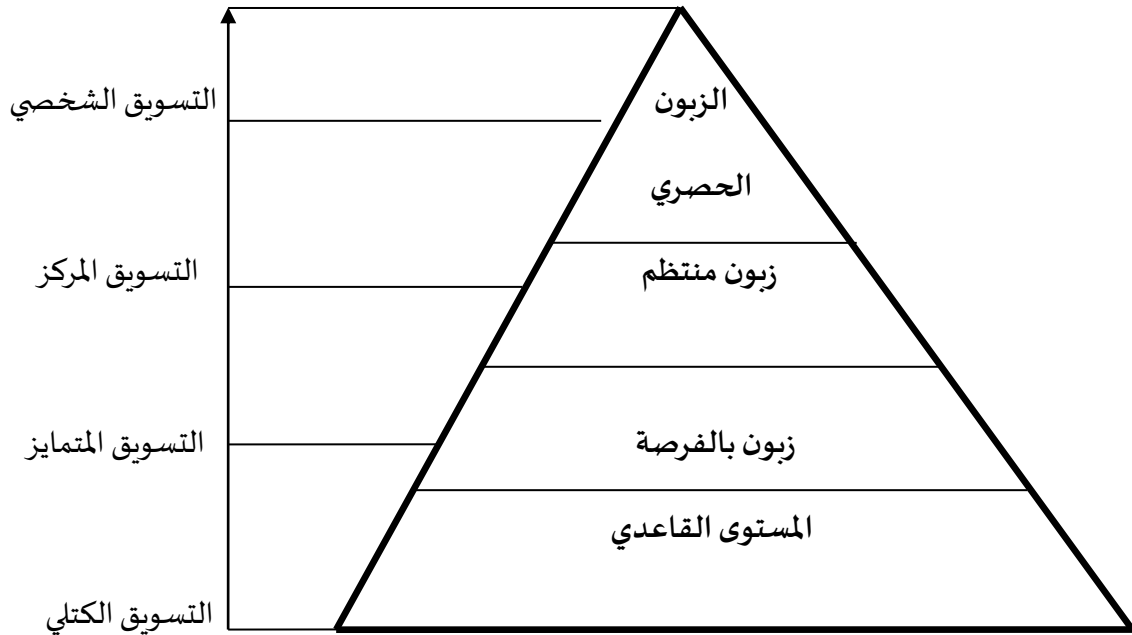 الزبون
التسويق الشخصي
الحصري
زبون منتظم
التسويق المركز
زبون بالفرصة
التسويق المتمايز
المستوى القاعدي
التسويق الكتلي